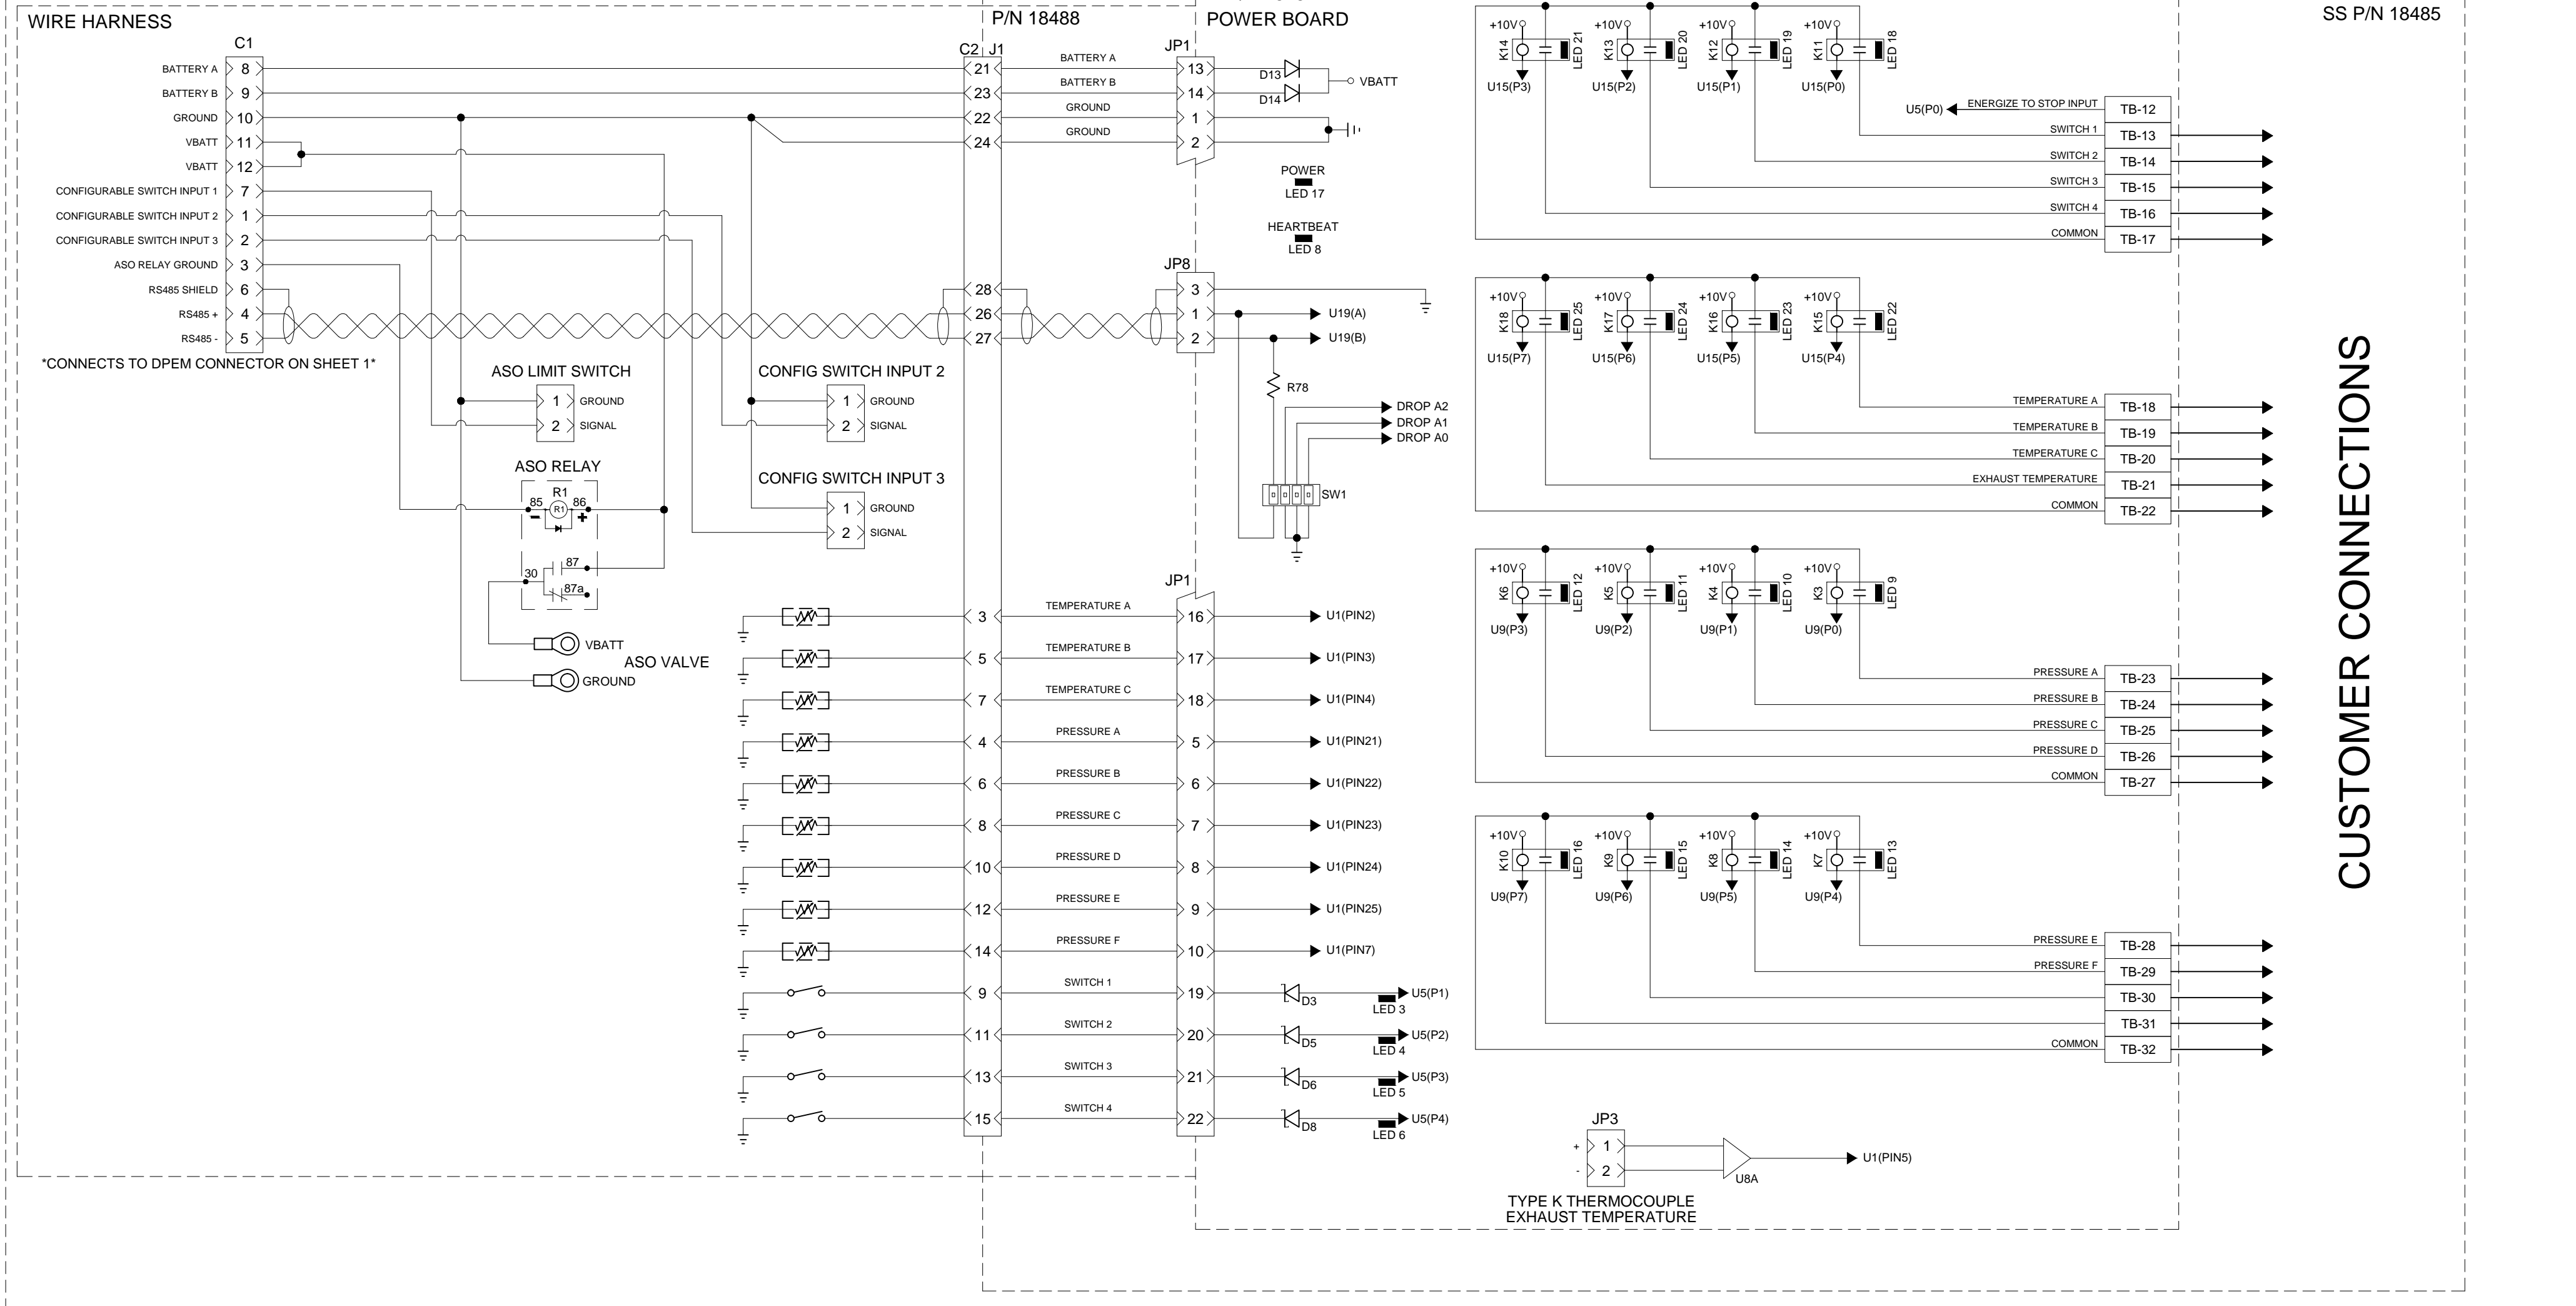 WIRE HARNESS
P/N 18488
POWER BOARD
SS P/N 18485
C1
C2 J1
JP1
BATTERY A 8
BATTERY B 9
GROUND 10
VBATT 11
VBATT 12
CONFIGURABLE SWITCH INPUT 1 7
CONFIGURABLE SWITCH INPUT 2 1
CONFIGURABLE SWITCH INPUT 3 2
ASO RELAY GROUND 3
RS485 SHIELD 6
RS485 + 4
RS485 - 5
*CONNECTS TO DPEM CONNECTOR ON SHEET 1*
21 BATTERY A 13 D13
23 BATTERY B 14 D14
VBATT
22 GROUND 1
24 GROUND 2
POWER
LED 17
HEARTBEAT
LED 8
JP8
28 3
26 1 U19(A)
27 2 U19(B)
R78
DROP A2
DROP A1
DROP A0
SW1
ASO LIMIT SWITCH
1 GROUND
2 SIGNAL
CONFIG SWITCH INPUT 2
1 GROUND
2 SIGNAL
CONFIG SWITCH INPUT 3
1 GROUND
2 SIGNAL
ASO RELAY
R1
85 R1 86
- +
87
30
87a
VBATT
ASO VALVE
GROUND
JP1
3 TEMPERATURE A 16 U1(PIN2)
5 TEMPERATURE B 17 U1(PIN3)
7 TEMPERATURE C 18 U1(PIN4)
4 PRESSURE A 5 U1(PIN21)
6 PRESSURE B 6 U1(PIN22)
8 PRESSURE C 7 U1(PIN23)
10 PRESSURE D 8 U1(PIN24)
12 PRESSURE E 9 U1(PIN25)
14 PRESSURE F 10 U1(PIN7)
9 SWITCH 1 19 D3 LED 3 U5(P1)
11 SWITCH 2 20 D5 LED 4 U5(P2)
13 SWITCH 3 21 D6 LED 5 U5(P3)
15 SWITCH 4 22 D8 LED 6 U5(P4)
+10V +10V +10V +10V
K14 LED 21 K13 LED 20 K12 LED 19 K11 LED 18
U15(P3) U15(P2) U15(P1) U15(P0)
U5(P0) ENERGIZE TO STOP INPUT TB-12
SWITCH 1 TB-13
SWITCH 2 TB-14
SWITCH 3 TB-15
SWITCH 4 TB-16
COMMON TB-17
+10V +10V +10V +10V
K18 LED 25 K17 LED 24 K16 LED 23 K15 LED 22
U15(P7) U15(P6) U15(P5) U15(P4)
TEMPERATURE A TB-18
TEMPERATURE B TB-19
TEMPERATURE C TB-20
EXHAUST TEMPERATURE TB-21
COMMON TB-22
+10V +10V +10V +10V
K6 LED 12 K5 LED 11 K4 LED 10 K3 LED 9
U9(P3) U9(P2) U9(P1) U9(P0)
PRESSURE A TB-23
PRESSURE B TB-24
PRESSURE C TB-25
PRESSURE D TB-26
COMMON TB-27
+10V +10V +10V +10V
K10 LED 16 K9 LED 15 K8 LED 14 K7 LED 13
U9(P7) U9(P6) U9(P5) U9(P4)
PRESSURE E TB-28
PRESSURE F TB-29
TB-30
TB-31
COMMON TB-32
JP3
+ 1
- 2
U8A
U1(PIN5)
TYPE K THERMOCOUPLE
EXHAUST TEMPERATURE
CUSTOMER CONNECTIONS